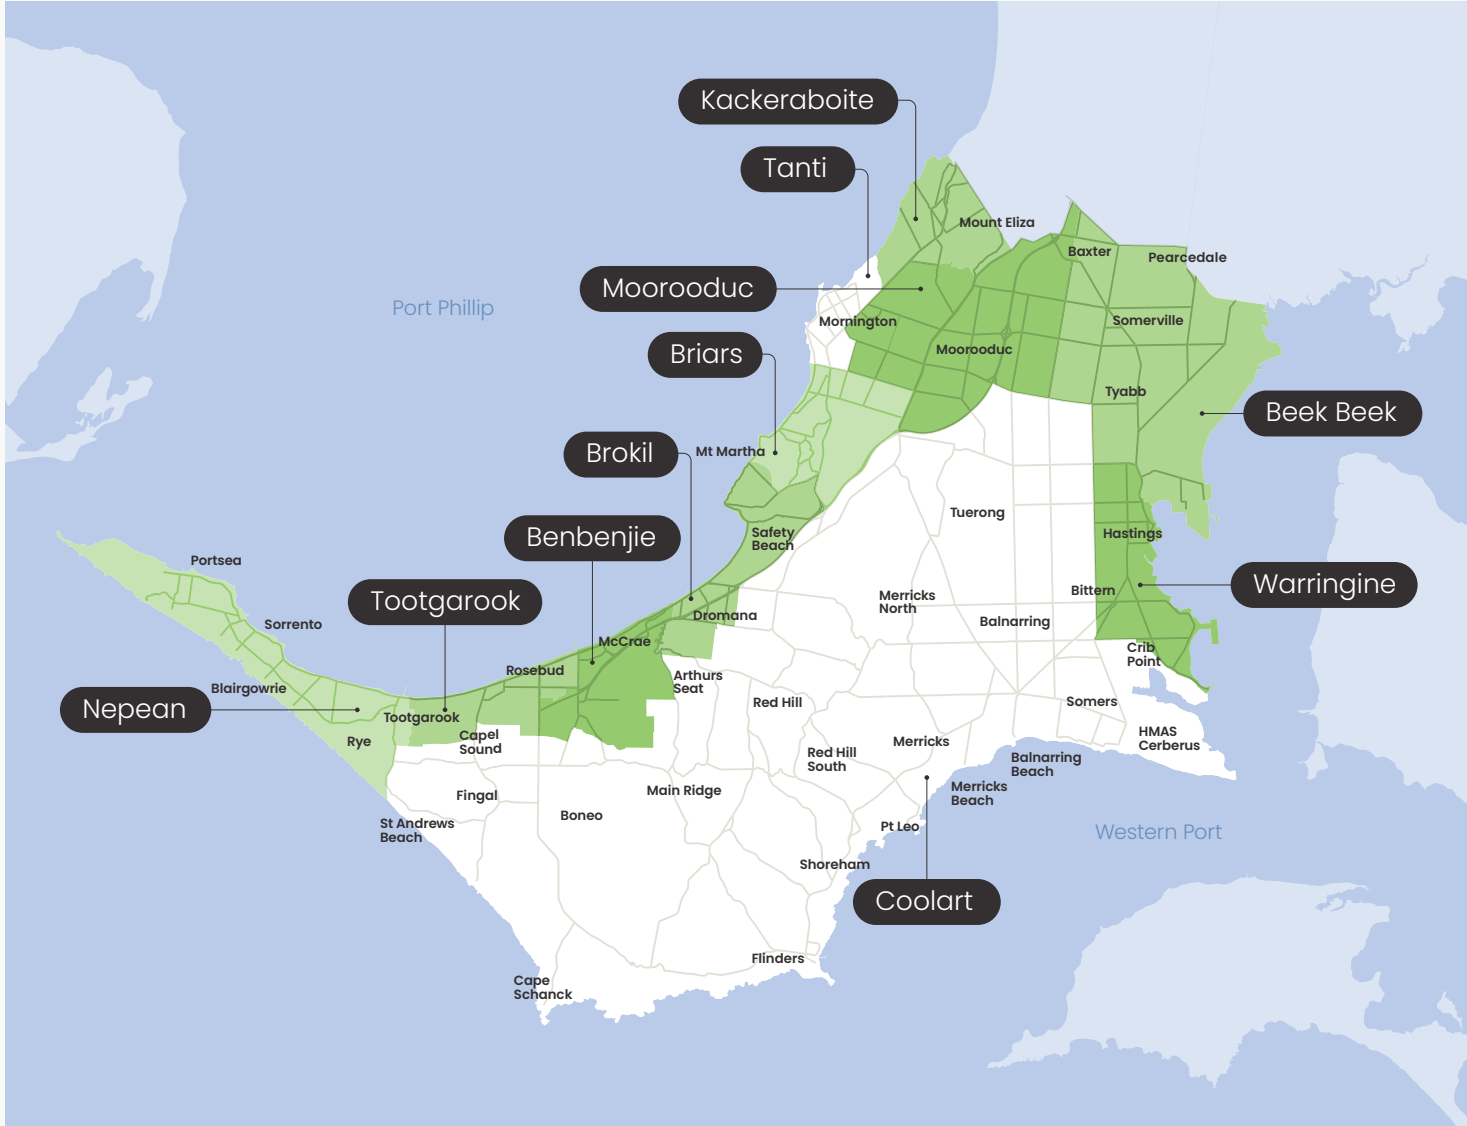 Kackeraboite
Tanti
Mount Eliza
Baxter
Pearcedale
Moorooduc
Port Phillip
Mornington
Somerville
Moorooduc
Briars
Tyabb
Beek Beek
Brokil
Mt Martha
Tuerong
Safety
Beach
Hastings
Benbenjie
Portsea
Warringine
Bittern
Tootgarook
Merricks
North
Dromana
Balnarring
Sorrento
McCrae
Crib
Point
Rosebud
Arthurs
Seat
Blairgowrie
Nepean
Red Hill
Somers
Tootgarook
Rye
Capel
Sound
Merricks
HMAS
Cerberus
Red Hill
South
Balnarring
Beach
Main Ridge
Merricks
Beach
Fingal
Boneo
St Andrews
Beach
Pt Leo
Western Port
Shoreham
Coolart
Flinders
Cape
Schanck